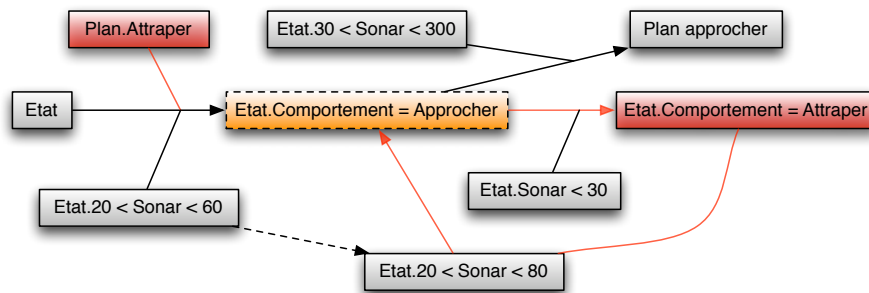 Plan.Attraper
Etat.30 < Sonar < 300
Plan approcher
Etat
Etat.Comportement = Approcher
Etat.Comportement = Attraper
Etat.20 < Sonar < 60
Etat.Sonar < 30
Etat.20 < Sonar < 80